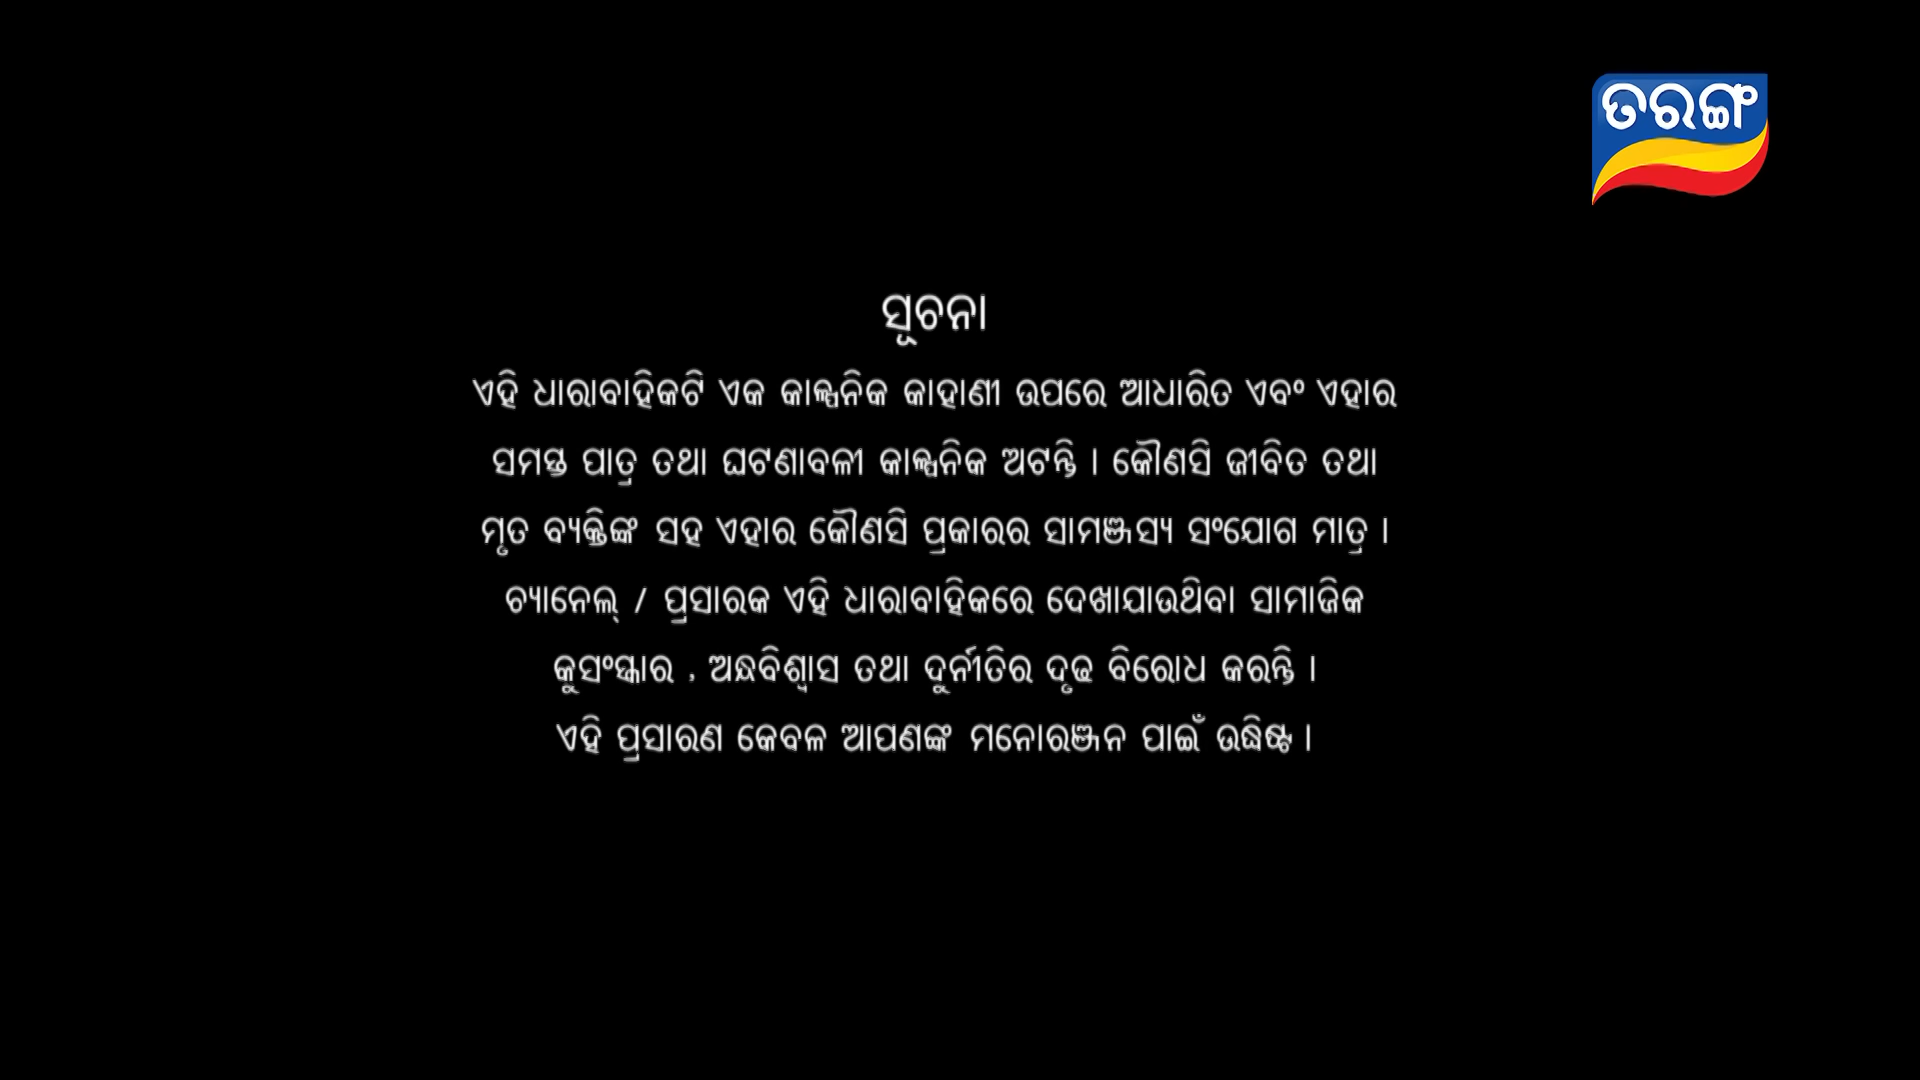 ତରଙ୍ଗ
ସୂଚନା
ଏହି ଧାରାବାହିକଟି ଏକ କାଳ୍ପନିକ କାହାଣୀ ଉପରେ ଆଧାରିତ ଏବଂ ଏହାର
ସମସ୍ତ ପାତ୍ର ତଥା ଘଟଣାବଳୀ କାଳ୍ପନିକ ଅଟନ୍ତି । କୌଣସି ଜୀବିତ ତଥା
ମୃତ ବ୍ୟକ୍ତିଙ୍କ ସହ ଏହାର କୌଣସି ପ୍ରକାରର ସାମଞ୍ଜସ୍ୟ ସଂଯୋଗ ମାତ୍ର ।
ଚ୍ୟାନେଲ୍ / ପ୍ରସାରକ ଏହି ଧାରାବାହିକରେ ଦେଖାଯାଉଥିବା ସାମାଜିକ
କୁସଂସ୍କାର , ଅନ୍ଧବିଶ୍ୱାସ ତଥା ଦୁର୍ନୀତିର ଦୃଢ ବିରୋଧ କରନ୍ତି ।
ଏହି ପ୍ରସାରଣ କେବଳ ଆପଣଙ୍କ ମନୋରଞ୍ଜନ ପାଇଁ ଉଦ୍ଧିଷ୍ଟ ।